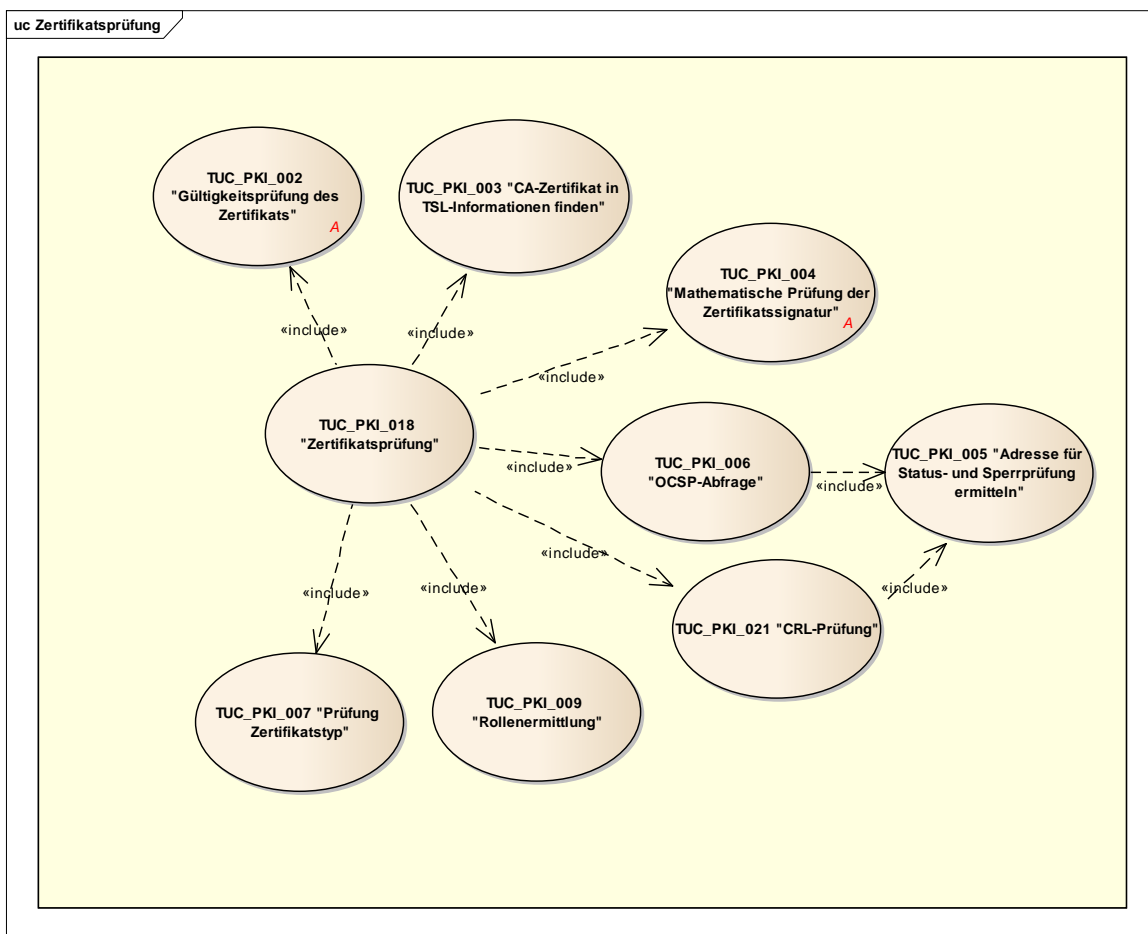 uc Zertifikatsprüfung
TUC_PKI_002
"Gültigkeitsprüfung des
Zertifikats"
A
TUC_PKI_003 "CA-Zertifikat in
TSL-Informationen finden"
TUC_PKI_004
"Mathematische Prüfung der
Zertifikatssignatur"
A
«include»
«include»
«include»
TUC_PKI_018
"Zertifikatsprüfung"
«include»
TUC_PKI_006
"OCSP-Abfrage"
«include»
TUC_PKI_005 "Adresse für
Status- und Sperrprüfung
ermitteln"
«include»
«include»
«include»
«include»
TUC_PKI_021 "CRL-Prüfung"
TUC_PKI_007 "Prüfung
Zertifikatstyp"
TUC_PKI_009
"Rollenermittlung"